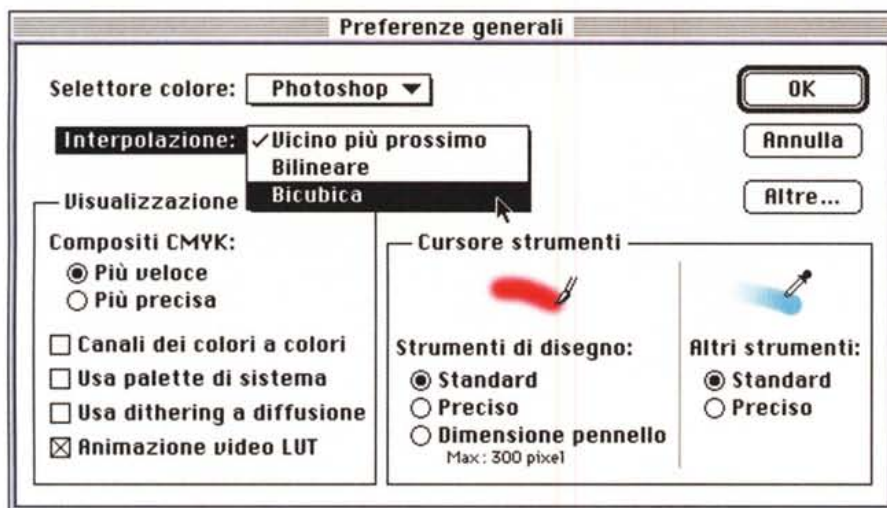 Preferenze generali
Selettore colore: Photoshop
OK
Interpolazione: Vicino più prossimo
Bilineare
Bicubica
Annulla
Altre...
Visualizzazione
Compositi CMYK:
Più veloce
Più precisa
Canali dei colori a colori
Usa palette di sistema
Usa dithering a diffusione
Animazione video LUT
Cursore strumenti
Strumenti di disegno:
Standard
Preciso
Dimensione pennello
Max: 300 pixel
Altri strumenti:
Standard
Preciso